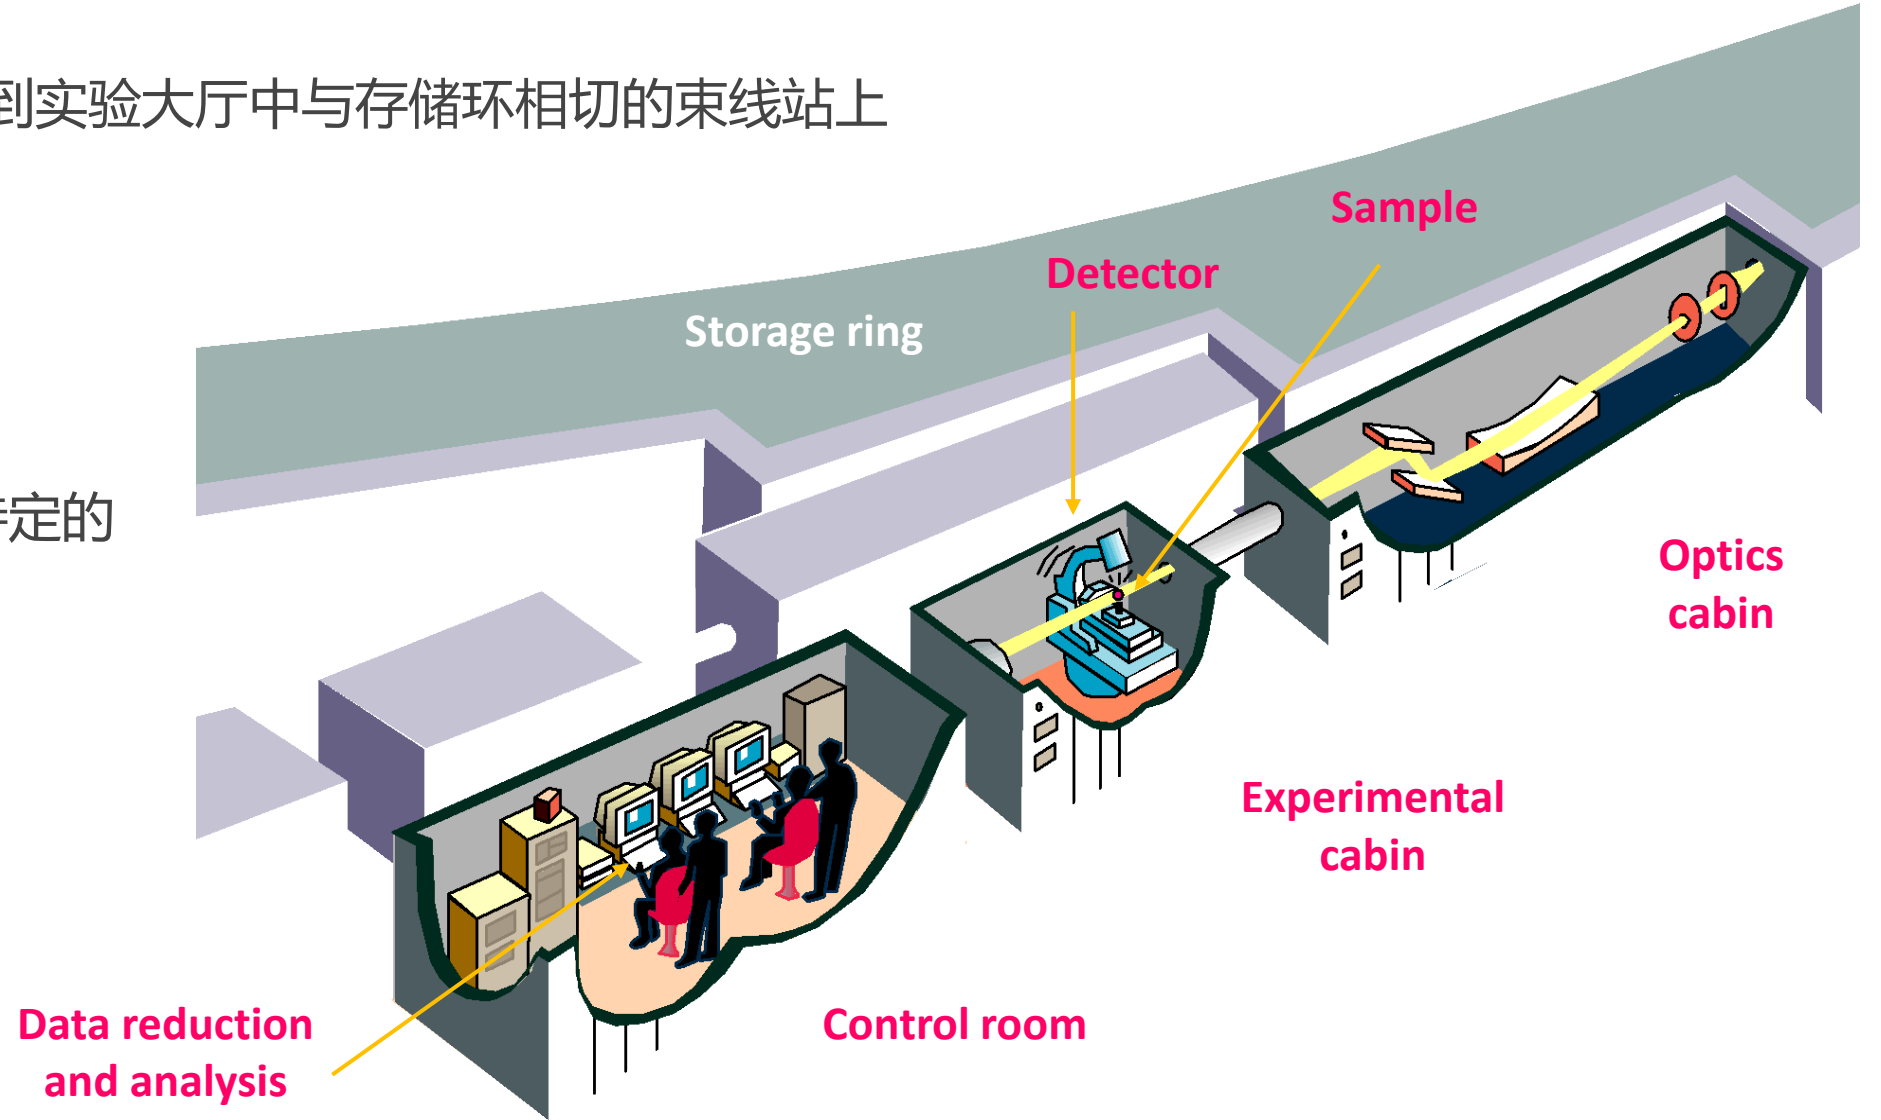 到实验大厅中与存储环相切的束线站上
Sample
Detector
Storage ring
特定的
Optics
cabin
Experimental
cabin
Data reduction
and analysis
Control room